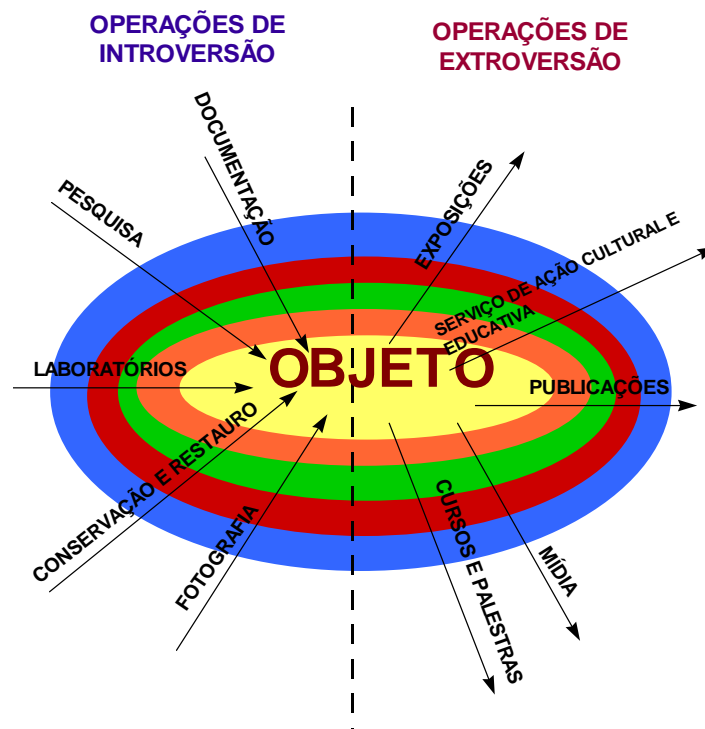 OPERAÇÕES DE
INTROVERSÃO
OPERAÇÕES DE
EXTROVERSÃO
DOCUMENTAÇÃO
PESQUISA
LABORATÓRIOS
CONSERVAÇÃO E RESTAURO
FOTOGRAFIA
OBJETO
EXPOSIÇÕES
SERVIÇO DE AÇÃO CULTURAL E
EDUCATIVA
PUBLICAÇÕES
CURSOS E PALESTRAS
MÍDIA